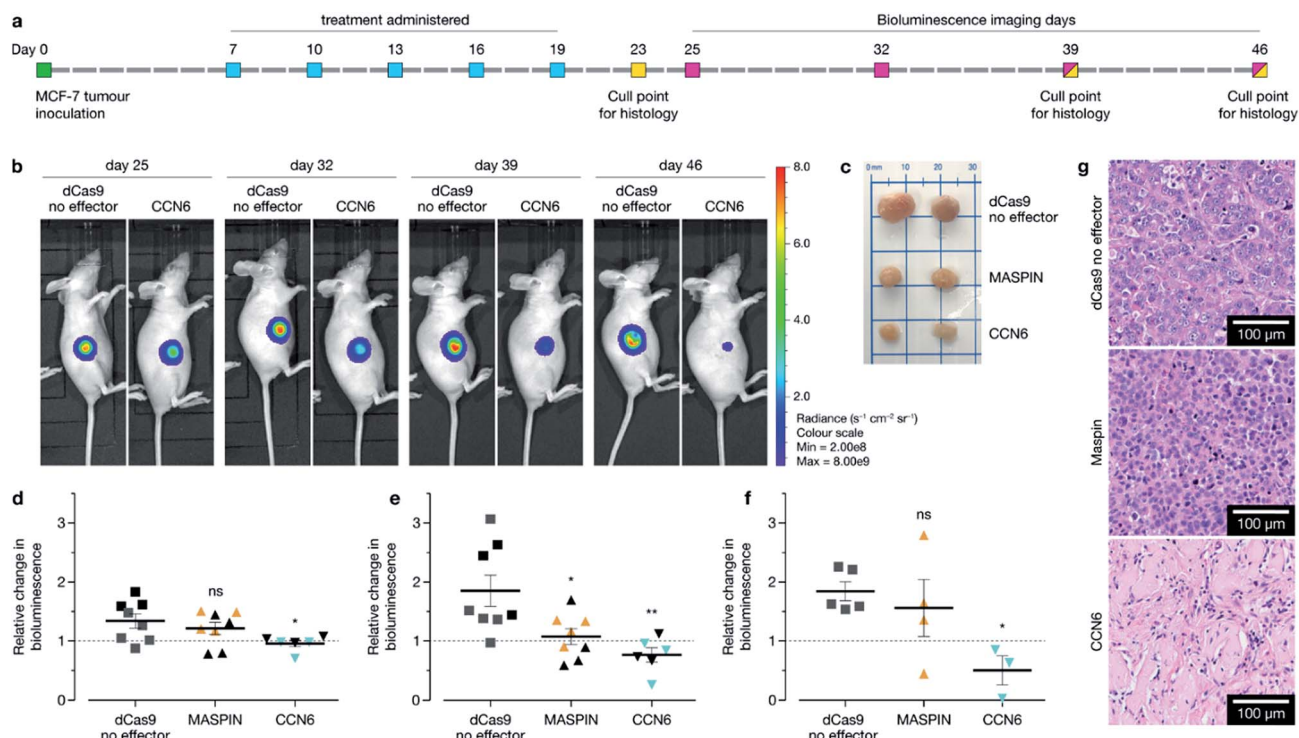 a
treatment administered
Bioluminescence imaging days
Day 0 7 10 13 16 19 23 25 32 39 46
MCF-7 tumour
inoculation
Cull point
for histology
Cull point
for histology
Cull point
for histology
b
day 25 day 32 day 39 day 46
dCas9
no effector
CCN6
dCas9
no effector
CCN6
dCas9
no effector
CCN6
dCas9
no effector
CCN6
8.0
6.0
4.0
2.0
Radiance (s⁻¹ cm⁻² sr⁻¹)
Colour scale
Min = 2.00e8
Max = 8.00e9
c
0mm 10 20 30
dCas9
no effector
MASPIN
CCN6
d
Relative change in
bioluminescence
3
2
1
0
ns
*
dCas9
no effector
MASPIN
CCN6
e
Relative change in
bioluminescence
3
2
1
0
*
**
dCas9
no effector
MASPIN
CCN6
f
Relative change in
bioluminescence
3
2
1
0
ns
*
dCas9
no effector
MASPIN
CCN6
g
dCas9 no effector
100 µm
Maspin
100 µm
CCN6
100 µm